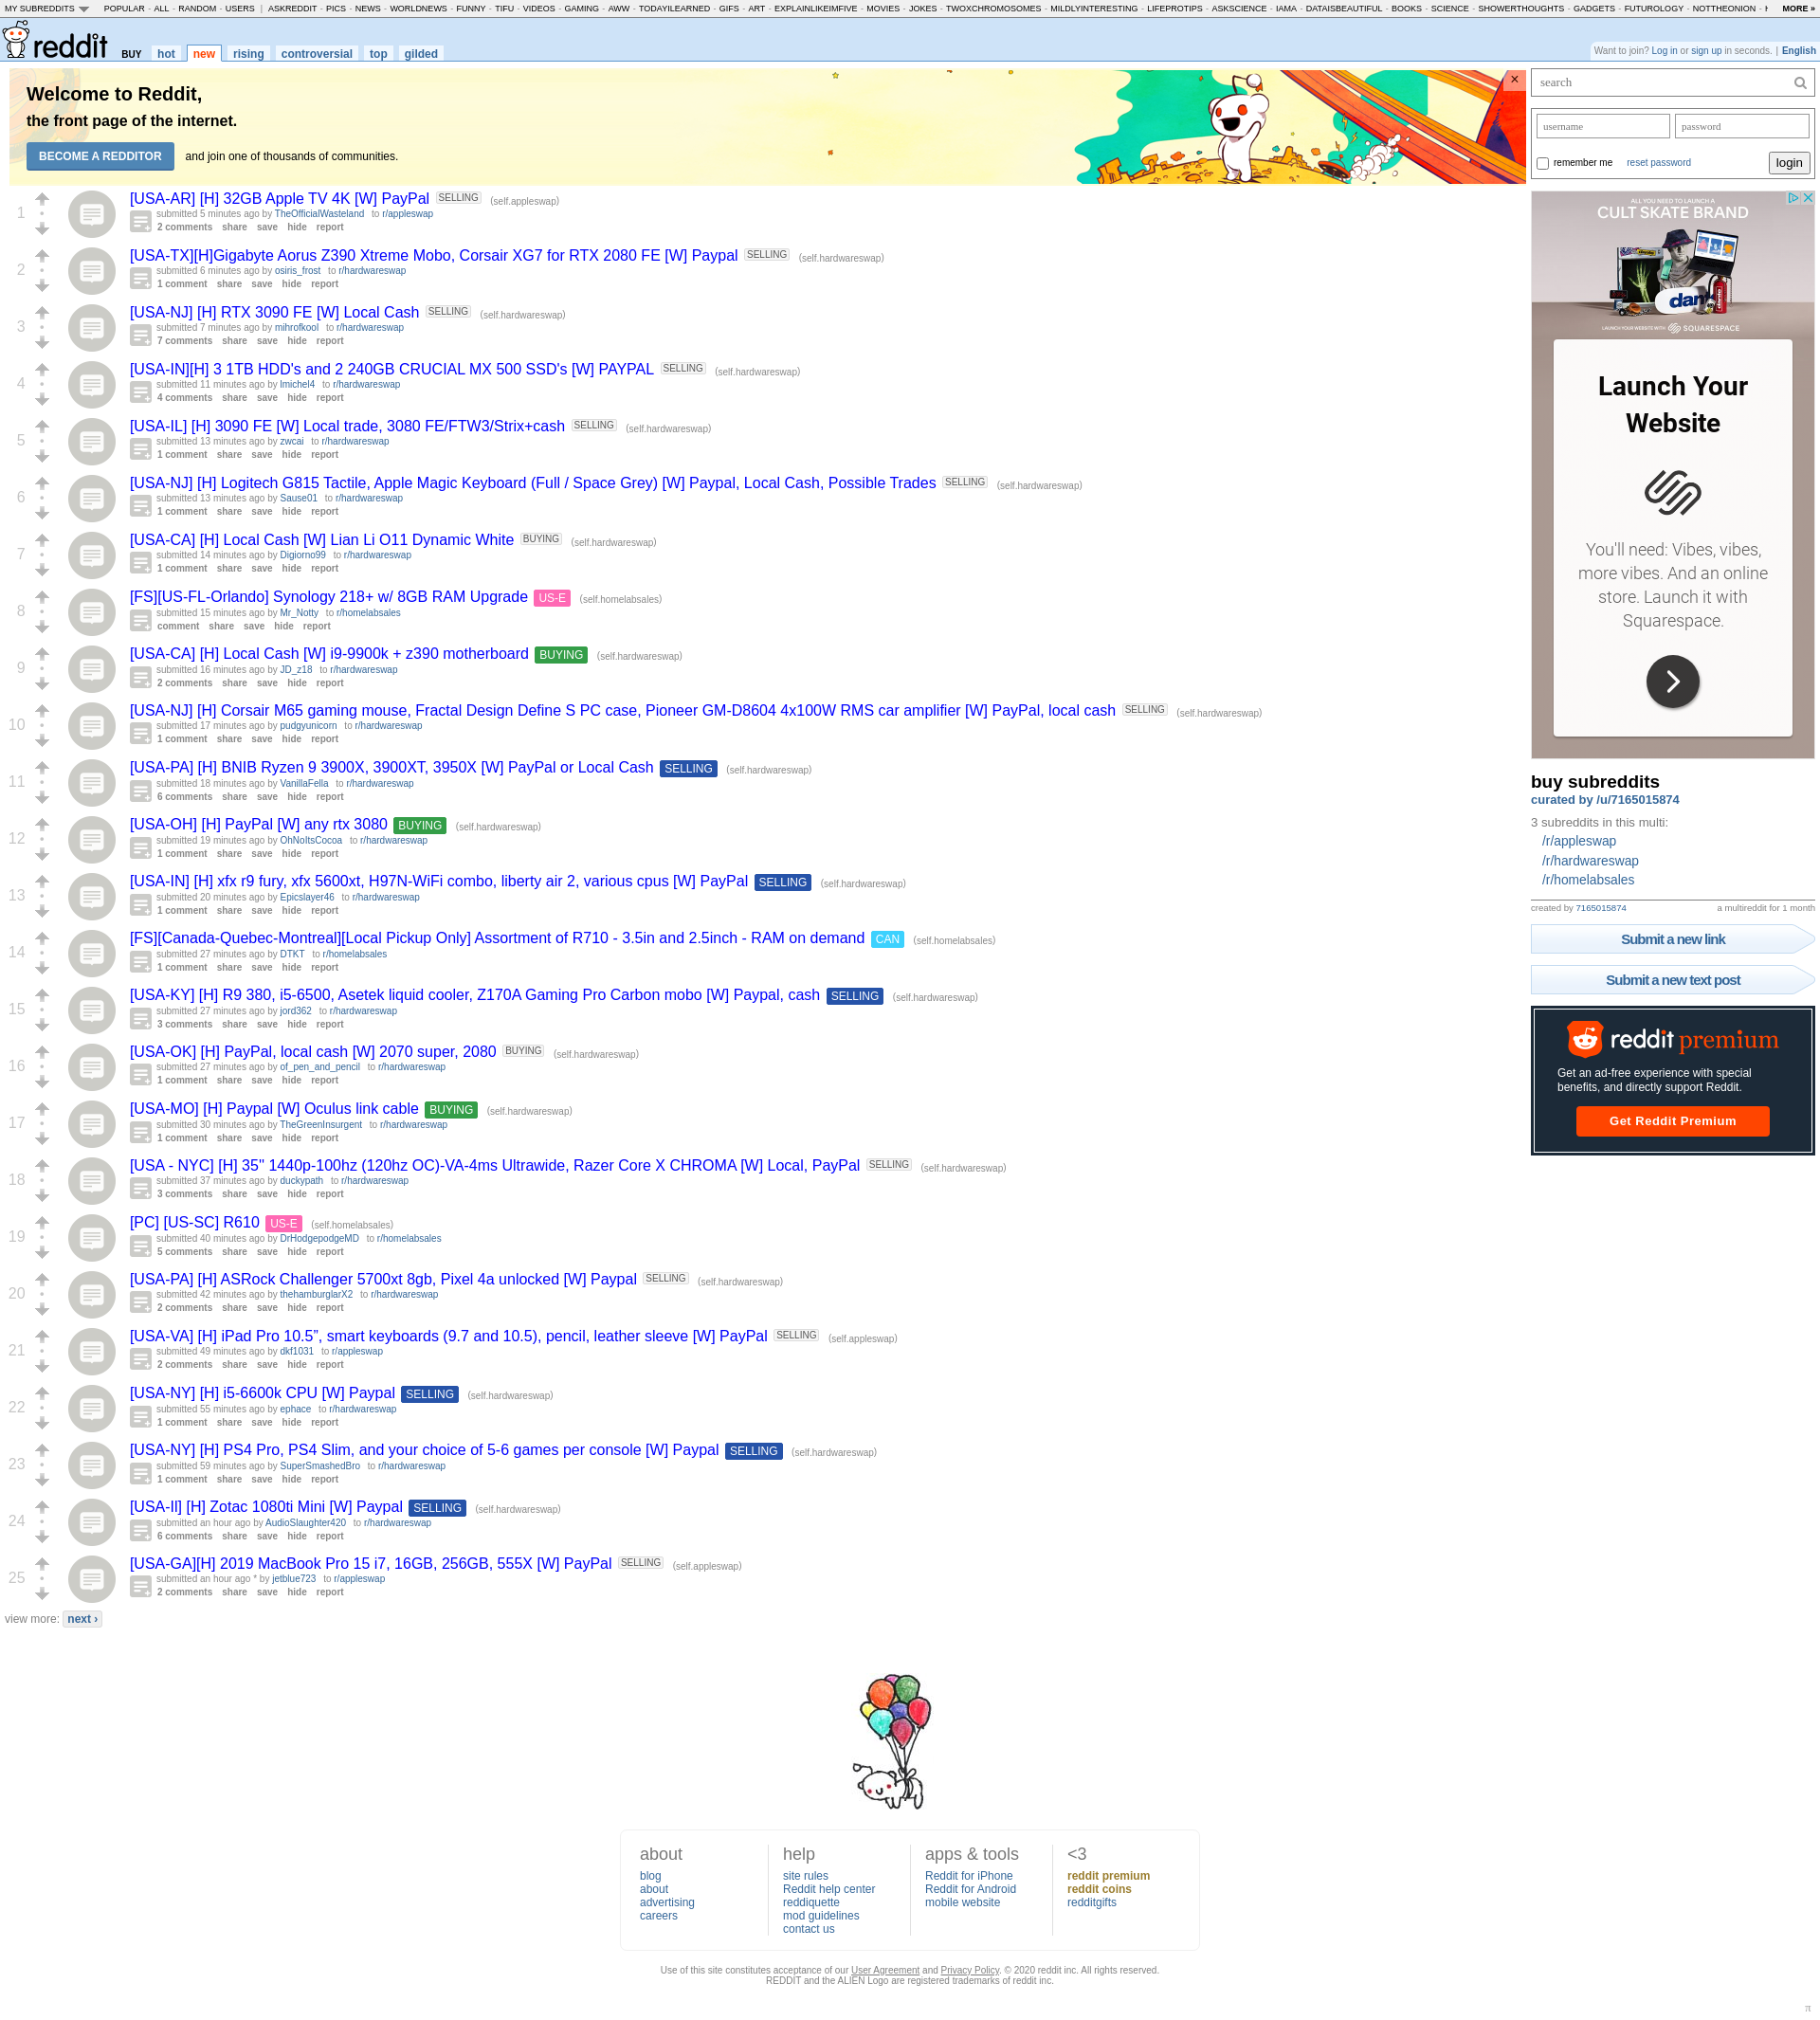 MY SUBREDDITS POPULAR - ALL - RANDOM - USERS | ASKREDDIT - PICS - NEWS - WORLDNEWS - FUNNY - TIFU - VIDEOS - GAMING - AWW - TODAYILEARNED - GIFS - ART - EXPLAINLIKEIMFIVE - MOVIES - JOKES - TWOXCHROMOSOMES - MILDLYINTERESTING - LIFEPROTIPS - ASKSCIENCE - IAMA - DATAISBEAUTIFUL - BOOKS - SCIENCE - SHOWERTHOUGHTS - GADGETS - FUTUROLOGY - NOTTHEONION - MORE »
reddit BUY hot new rising controversial top gilded
Want to join? Log in or sign up in seconds. | English
Welcome to Reddit,
the front page of the internet.
BECOME A REDDITOR and join one of thousands of communities.
×
1
[USA-AR] [H] 32GB Apple TV 4K [W] PayPal SELLING (self.appleswap)
submitted 5 minutes ago by TheOfficialWasteland to r/appleswap
2 comments share save hide report
2
[USA-TX][H]Gigabyte Aorus Z390 Xtreme Mobo, Corsair XG7 for RTX 2080 FE [W] Paypal SELLING (self.hardwareswap)
submitted 6 minutes ago by osiris_frost to r/hardwareswap
1 comment share save hide report
3
[USA-NJ] [H] RTX 3090 FE [W] Local Cash SELLING (self.hardwareswap)
submitted 7 minutes ago by mihrofkool to r/hardwareswap
7 comments share save hide report
4
[USA-IN][H] 3 1TB HDD's and 2 240GB CRUCIAL MX 500 SSD's [W] PAYPAL SELLING (self.hardwareswap)
submitted 11 minutes ago by lmichel4 to r/hardwareswap
4 comments share save hide report
5
[USA-IL] [H] 3090 FE [W] Local trade, 3080 FE/FTW3/Strix+cash SELLING (self.hardwareswap)
submitted 13 minutes ago by zwcai to r/hardwareswap
1 comment share save hide report
6
[USA-NJ] [H] Logitech G815 Tactile, Apple Magic Keyboard (Full / Space Grey) [W] Paypal, Local Cash, Possible Trades SELLING (self.hardwareswap)
submitted 13 minutes ago by Sause01 to r/hardwareswap
1 comment share save hide report
7
[USA-CA] [H] Local Cash [W] Lian Li O11 Dynamic White BUYING (self.hardwareswap)
submitted 14 minutes ago by Digiorno99 to r/hardwareswap
1 comment share save hide report
8
[FS][US-FL-Orlando] Synology 218+ w/ 8GB RAM Upgrade US-E (self.homelabsales)
submitted 15 minutes ago by Mr_Notty to r/homelabsales
comment share save hide report
9
[USA-CA] [H] Local Cash [W] i9-9900k + z390 motherboard BUYING (self.hardwareswap)
submitted 16 minutes ago by JD_z18 to r/hardwareswap
2 comments share save hide report
10
[USA-NJ] [H] Corsair M65 gaming mouse, Fractal Design Define S PC case, Pioneer GM-D8604 4x100W RMS car amplifier [W] PayPal, local cash SELLING (self.hardwareswap)
submitted 17 minutes ago by pudgyunicorn to r/hardwareswap
1 comment share save hide report
11
[USA-PA] [H] BNIB Ryzen 9 3900X, 3900XT, 3950X [W] PayPal or Local Cash SELLING (self.hardwareswap)
submitted 18 minutes ago by VanillaFella to r/hardwareswap
6 comments share save hide report
12
[USA-OH] [H] PayPal [W] any rtx 3080 BUYING (self.hardwareswap)
submitted 19 minutes ago by OhNoItsCocoa to r/hardwareswap
1 comment share save hide report
13
[USA-IN] [H] xfx r9 fury, xfx 5600xt, H97N-WiFi combo, liberty air 2, various cpus [W] PayPal SELLING (self.hardwareswap)
submitted 20 minutes ago by Epicslayer46 to r/hardwareswap
1 comment share save hide report
14
[FS][Canada-Quebec-Montreal][Local Pickup Only] Assortment of R710 - 3.5in and 2.5inch - RAM on demand CAN (self.homelabsales)
submitted 27 minutes ago by DTKT to r/homelabsales
1 comment share save hide report
15
[USA-KY] [H] R9 380, i5-6500, Asetek liquid cooler, Z170A Gaming Pro Carbon mobo [W] Paypal, cash SELLING (self.hardwareswap)
submitted 27 minutes ago by jord362 to r/hardwareswap
3 comments share save hide report
16
[USA-OK] [H] PayPal, local cash [W] 2070 super, 2080 BUYING (self.hardwareswap)
submitted 27 minutes ago by of_pen_and_pencil to r/hardwareswap
1 comment share save hide report
17
[USA-MO] [H] Paypal [W] Oculus link cable BUYING (self.hardwareswap)
submitted 30 minutes ago by TheGreenInsurgent to r/hardwareswap
1 comment share save hide report
18
[USA - NYC] [H] 35" 1440p-100hz (120hz OC)-VA-4ms Ultrawide, Razer Core X CHROMA [W] Local, PayPal SELLING (self.hardwareswap)
submitted 37 minutes ago by duckypath to r/hardwareswap
3 comments share save hide report
19
[PC] [US-SC] R610 US-E (self.homelabsales)
submitted 40 minutes ago by DrHodgepodgeMD to r/homelabsales
5 comments share save hide report
20
[USA-PA] [H] ASRock Challenger 5700xt 8gb, Pixel 4a unlocked [W] Paypal SELLING (self.hardwareswap)
submitted 42 minutes ago by thehamburglarX2 to r/hardwareswap
2 comments share save hide report
21
[USA-VA] [H] iPad Pro 10.5”, smart keyboards (9.7 and 10.5), pencil, leather sleeve [W] PayPal SELLING (self.appleswap)
submitted 49 minutes ago by dkf1031 to r/appleswap
2 comments share save hide report
22
[USA-NY] [H] i5-6600k CPU [W] Paypal SELLING (self.hardwareswap)
submitted 55 minutes ago by ephace to r/hardwareswap
1 comment share save hide report
23
[USA-NY] [H] PS4 Pro, PS4 Slim, and your choice of 5-6 games per console [W] Paypal SELLING (self.hardwareswap)
submitted 59 minutes ago by SuperSmashedBro to r/hardwareswap
1 comment share save hide report
24
[USA-Il] [H] Zotac 1080ti Mini [W] Paypal SELLING (self.hardwareswap)
submitted an hour ago by AudioSlaughter420 to r/hardwareswap
6 comments share save hide report
25
[USA-GA][H] 2019 MacBook Pro 15 i7, 16GB, 256GB, 555X [W] PayPal SELLING (self.appleswap)
submitted an hour ago * by jetblue723 to r/appleswap
2 comments share save hide report
view more: next ›
search
username password
remember me reset password login
ALL YOU NEED TO LAUNCH A
CULT SKATE BRAND
dam
LAUNCH YOUR WEBSITE WITH SQUARESPACE
Launch Your
Website
You'll need: Vibes, vibes,
more vibes. And an online
store. Launch it with
Squarespace.
buy subreddits
curated by /u/7165015874
3 subreddits in this multi:
/r/appleswap
/r/hardwareswap
/r/homelabsales
created by 7165015874 a multireddit for 1 month
Submit a new link
Submit a new text post
reddit premium
Get an ad-free experience with special
benefits, and directly support Reddit.
Get Reddit Premium
about
blog
about
advertising
careers
help
site rules
Reddit help center
reddiquette
mod guidelines
contact us
apps & tools
Reddit for iPhone
Reddit for Android
mobile website
<3
reddit premium
reddit coins
redditgifts
Use of this site constitutes acceptance of our User Agreement and Privacy Policy. © 2020 reddit inc. All rights reserved.
REDDIT and the ALIEN Logo are registered trademarks of reddit inc.
π